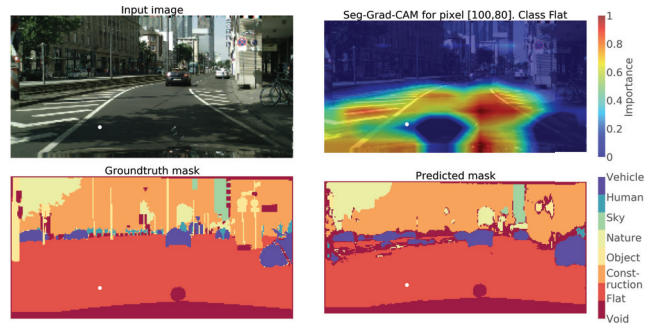 Input image
Seg-Grad-CAM for pixel [100,80]. Class Flat
1
0.8
0.6
0.4
0.2
0
Importance
Groundtruth mask
Predicted mask
Vehicle
Human
Sky
Nature
Object
Const-
ruction
Flat
Void